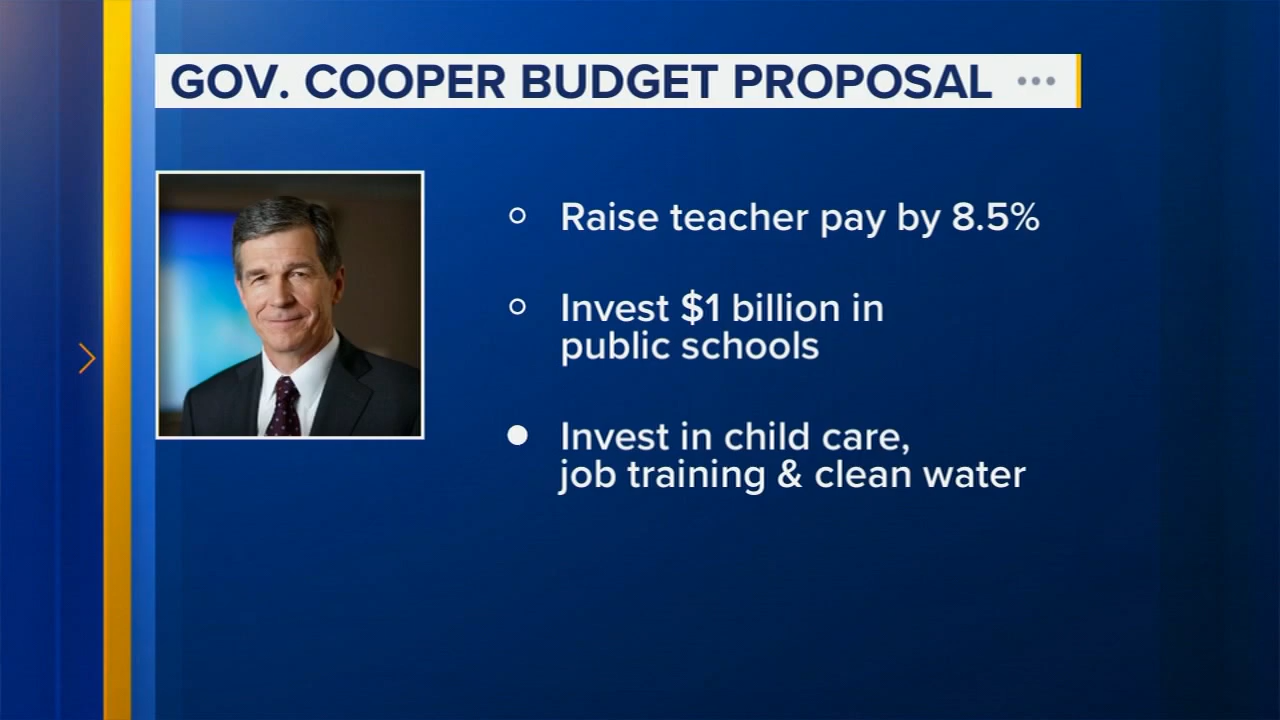 GOV. COOPER BUDGET PROPOSAL
Raise teacher pay by 8.5%
Invest $1 billion in
public schools
Invest in child care,
job training & clean water